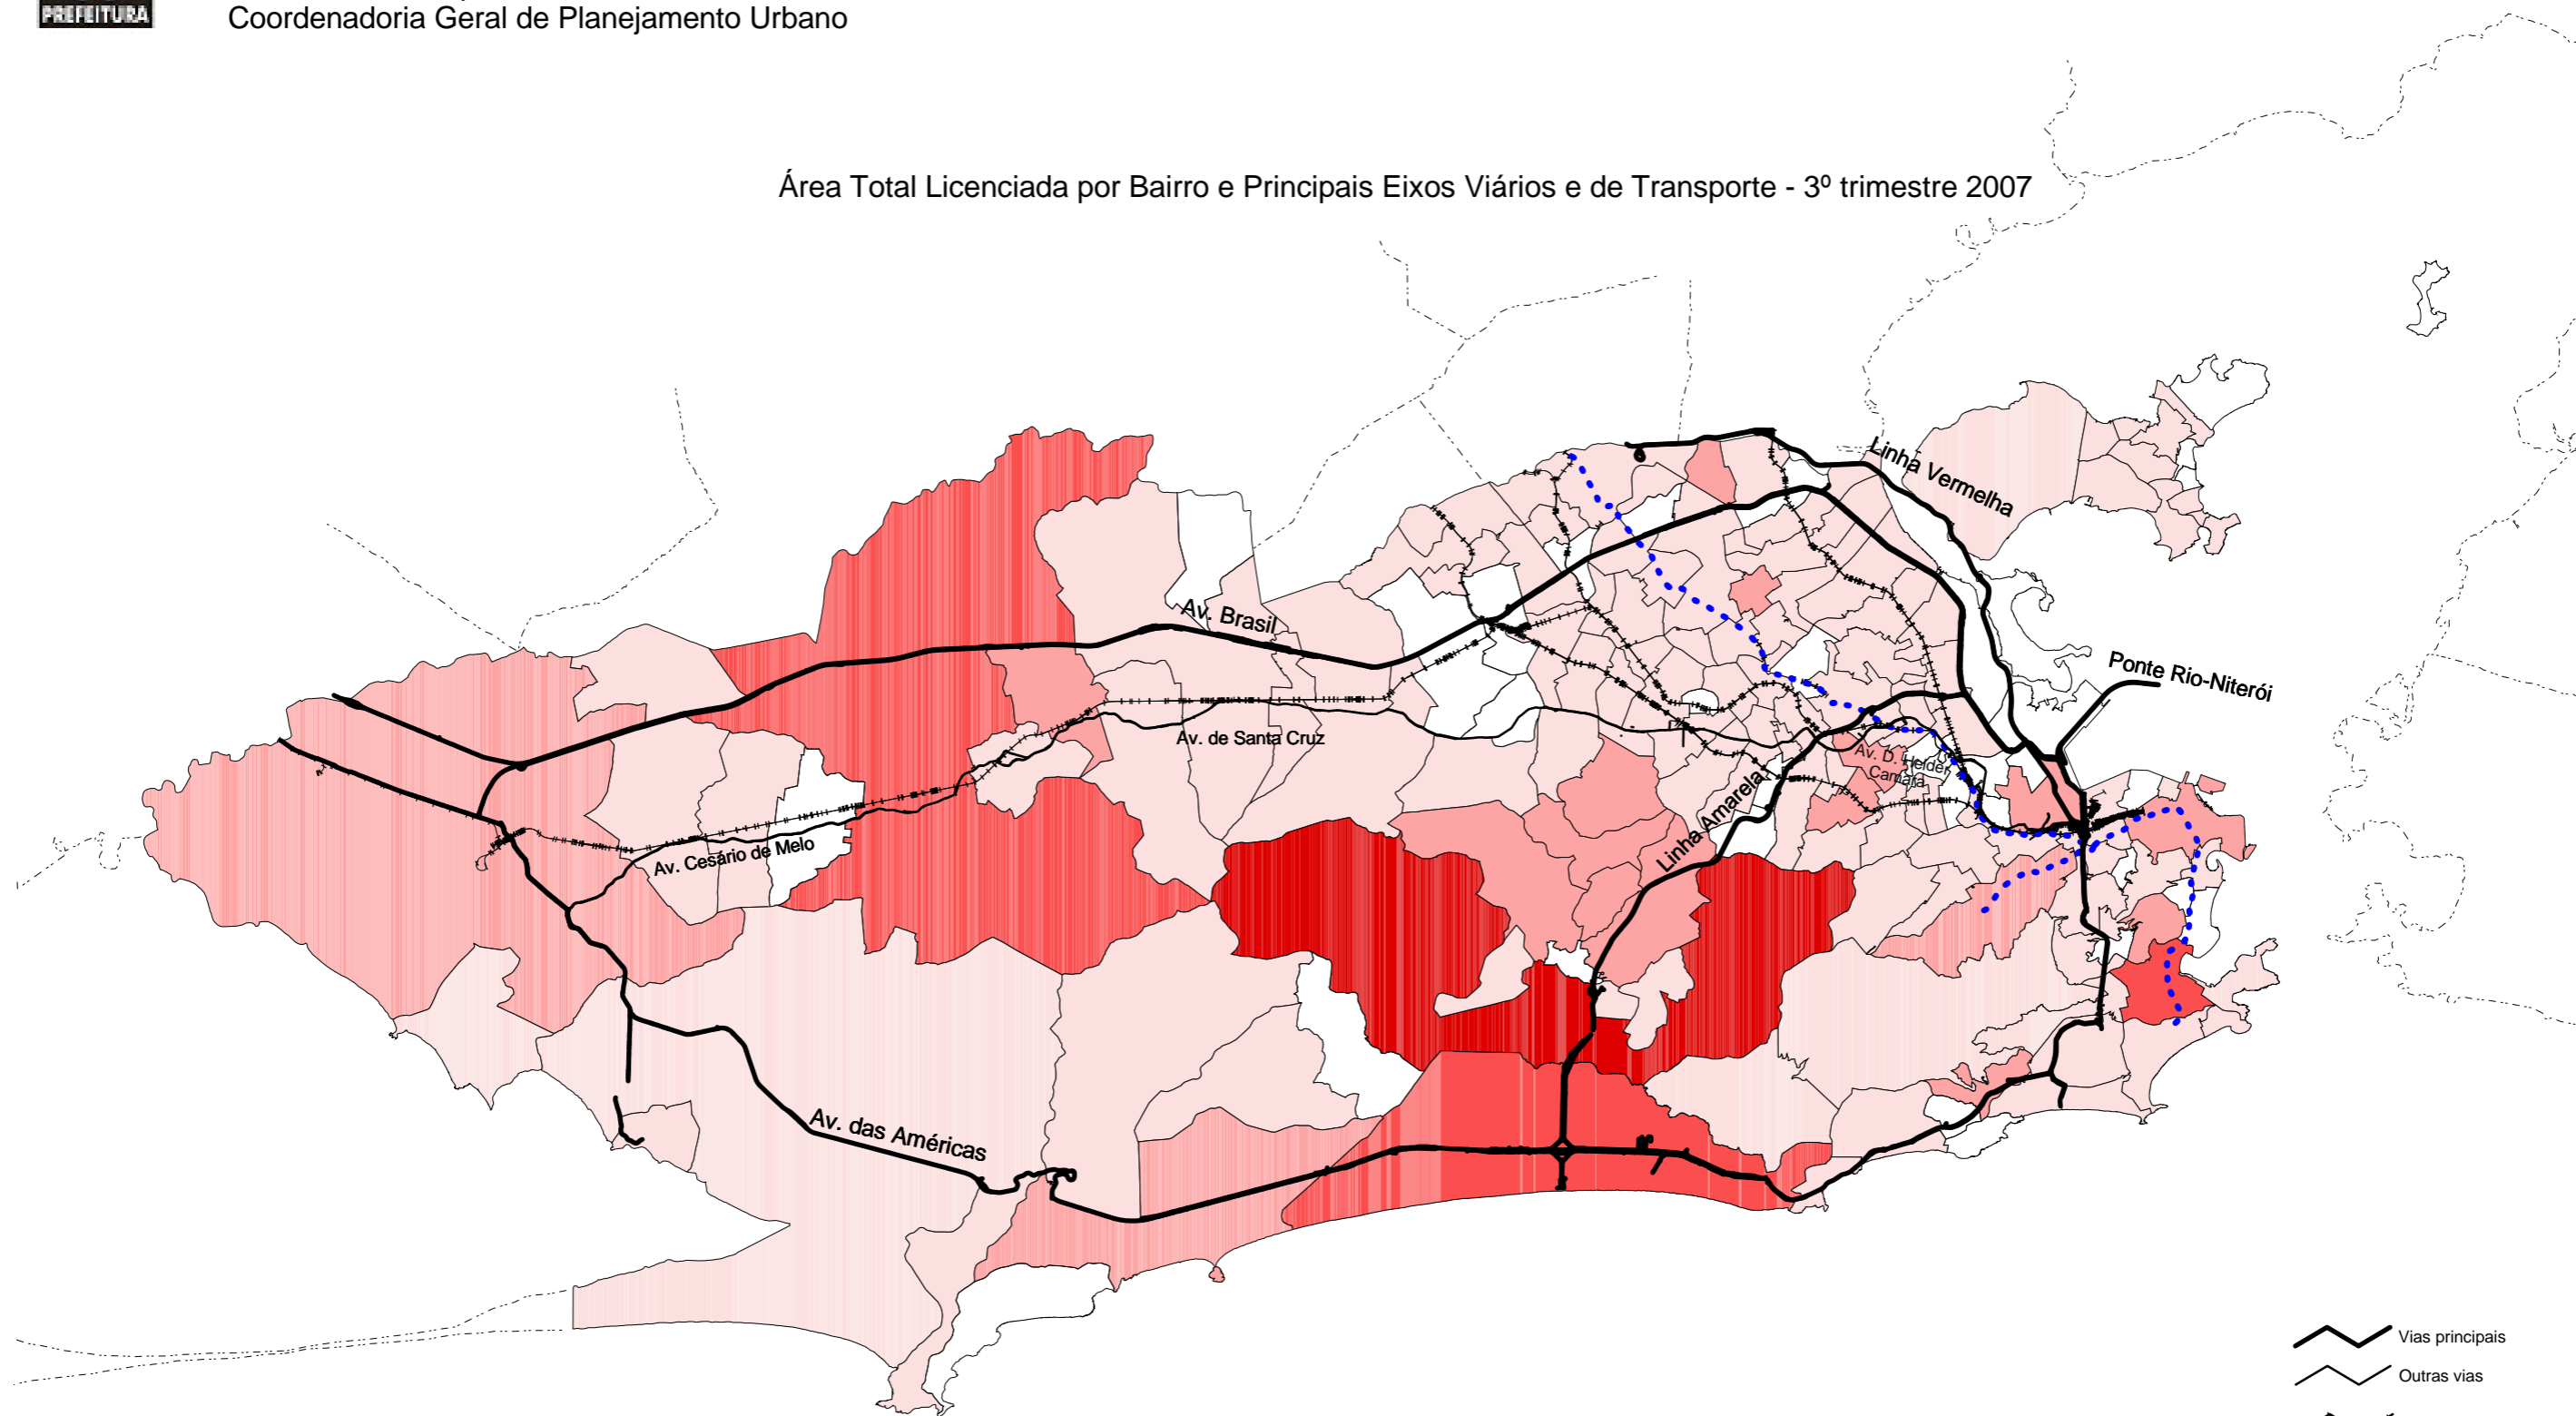 PREFEITURA
Coordenadoria Geral de Planejamento Urbano
Área Total Licenciada por Bairro e Principais Eixos Viários e de Transporte - 3º trimestre 2007
Linha Vermelha
Av. Brasil
Ponte Rio-Niterói
Av. de Santa Cruz
Av. D. Helder
Camara
Linha Amarela
Av. Cesário de Melo
Av. das Américas
Vias principais
Outras vias